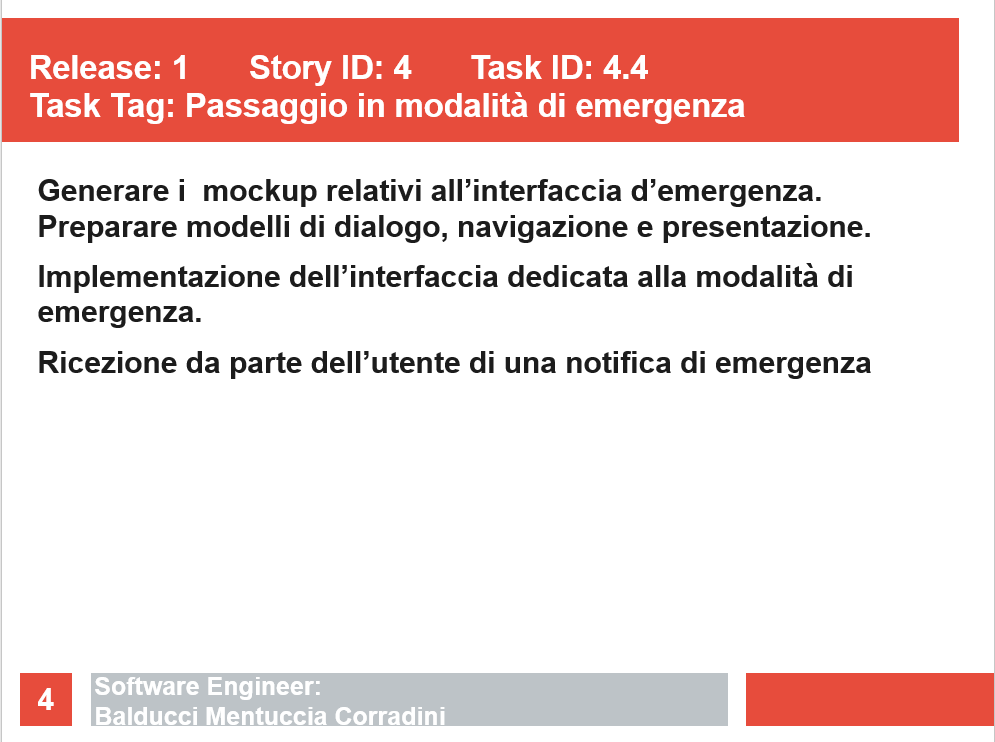 Release: 1 Story ID: 4 Task ID: 4.4
Task Tag: Passaggio in modalità di emergenza
Generare i  mockup relativi all’interfaccia d’emergenza.
Preparare modelli di dialogo, navigazione e presentazione.
Implementazione dell’interfaccia dedicata alla modalità di
emergenza.
Ricezione da parte dell’utente di una notifica di emergenza
4
Software Engineer:
Balducci Mentuccia Corradini